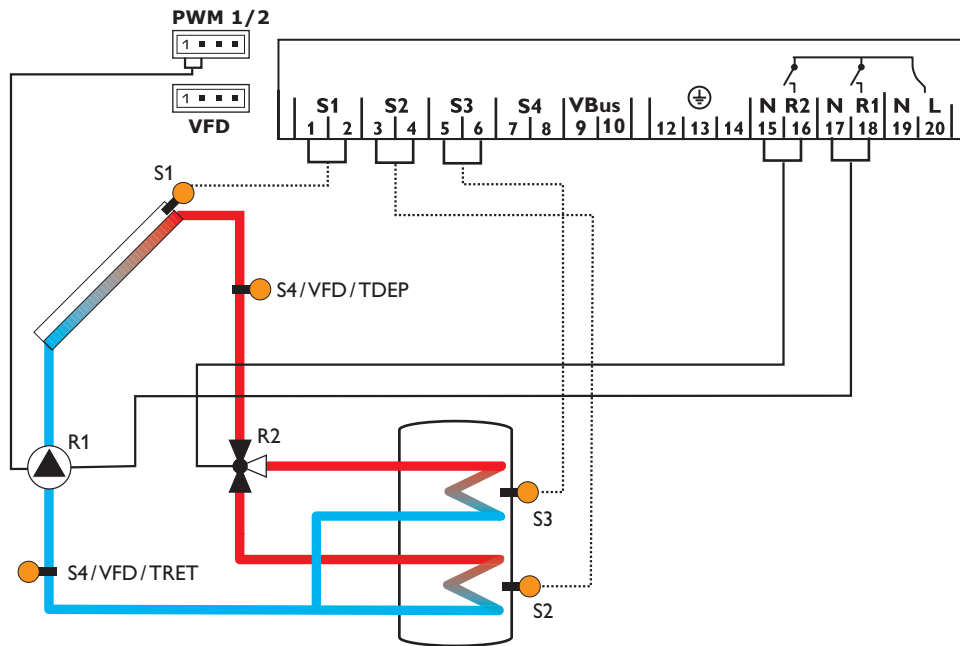 PWM 1/2
1
1
VFD
S1 S2 S3 S4 VBus N R2 N R1 N L
1 2 3 4 5 6 7 8 9 10 12 13 14 15 16 17 18 19 20
S1
S4/VFD/TDEP
R1
R2
S3
S4/VFD/TRET
S2